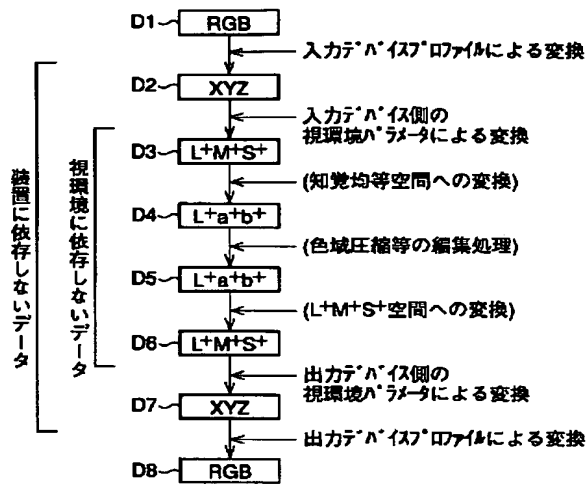 D1 RGB
入力デバイスプロファイルによる変換
D2 XYZ
入力デバイス側の
視環境パラメータによる変換
D3 L+M+S+
(知覚均等空間への変換)
D4 L+a+b+
(色域圧縮等の編集処理)
D5 L+a+b+
(L+M+S+空間への変換)
D6 L+M+S+
出力デバイス側の
視環境パラメータによる変換
D7 XYZ
出力デバイスプロファイルによる変換
D8 RGB
装置に依存しないデータ
視環境に依存しないデータ